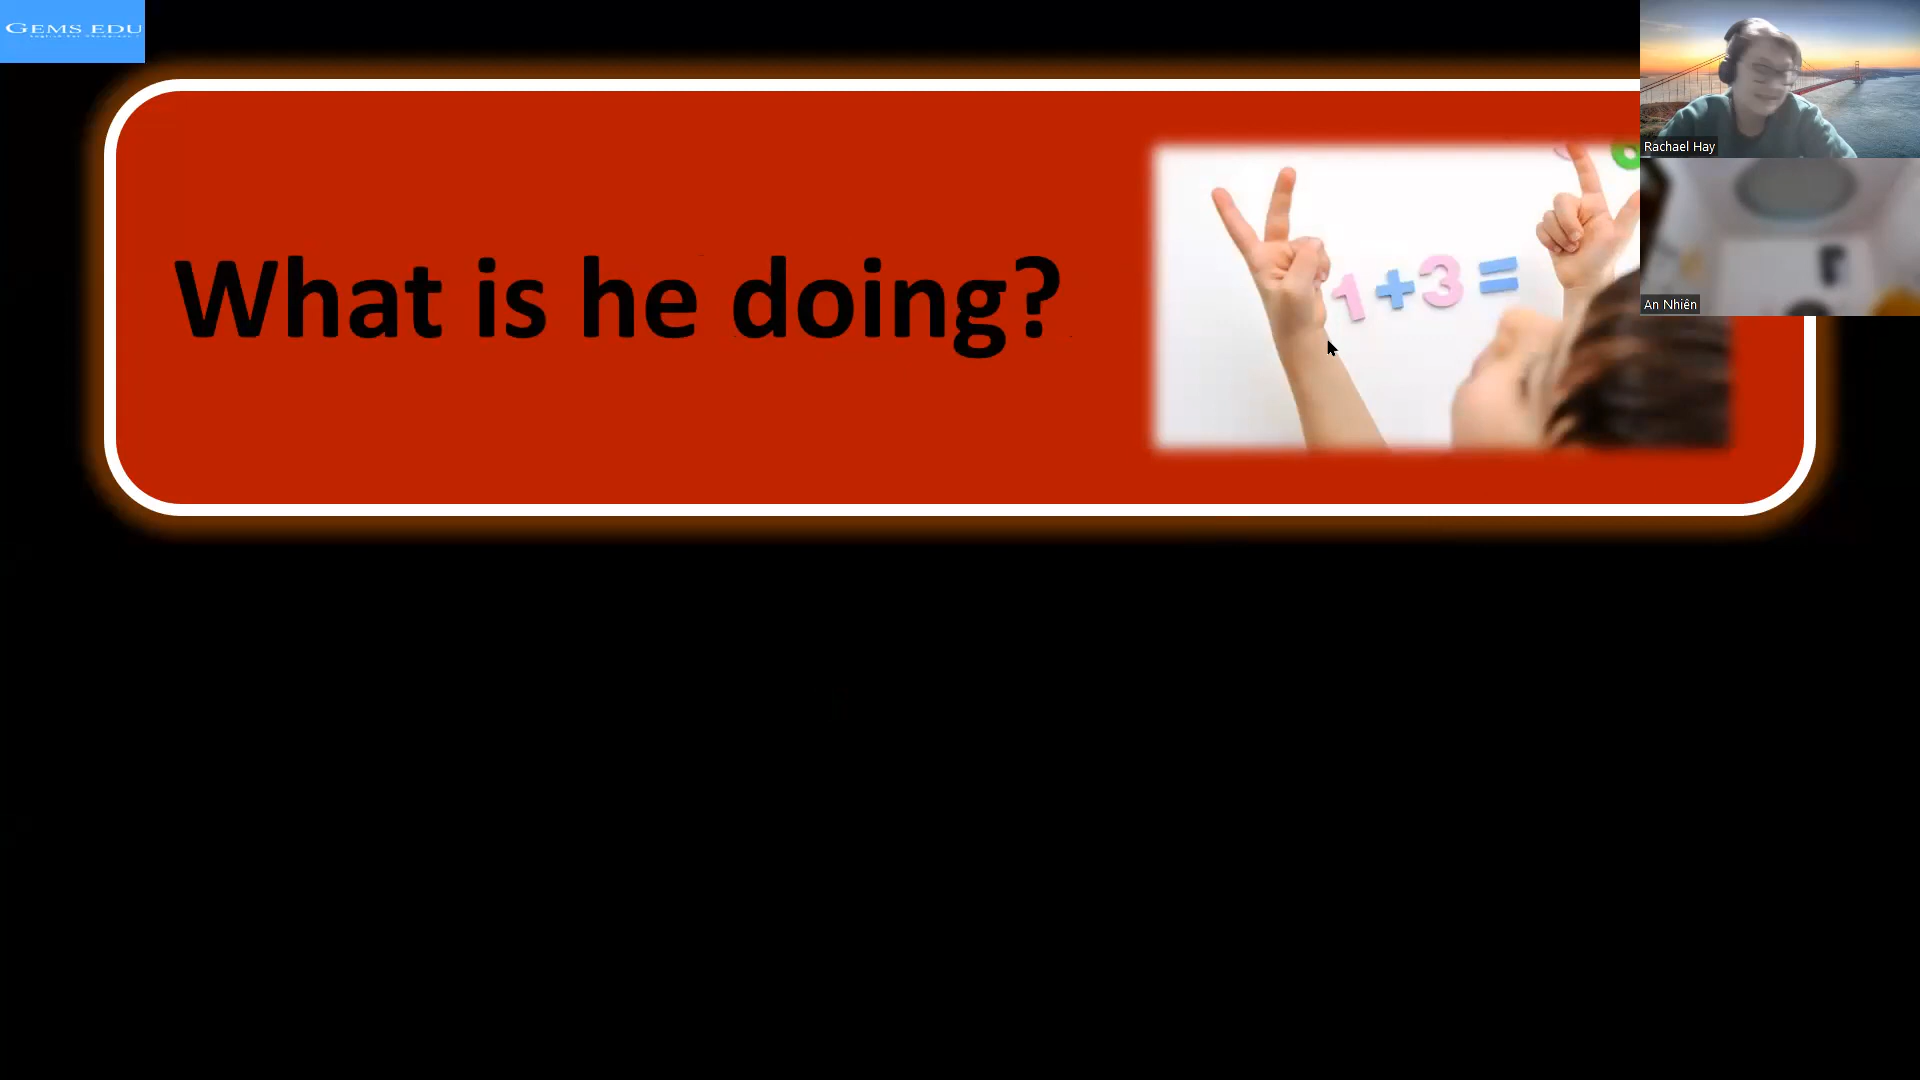 GEMS EDU
What is he doing?
1+3=
Rachael Hay
An Nhiên